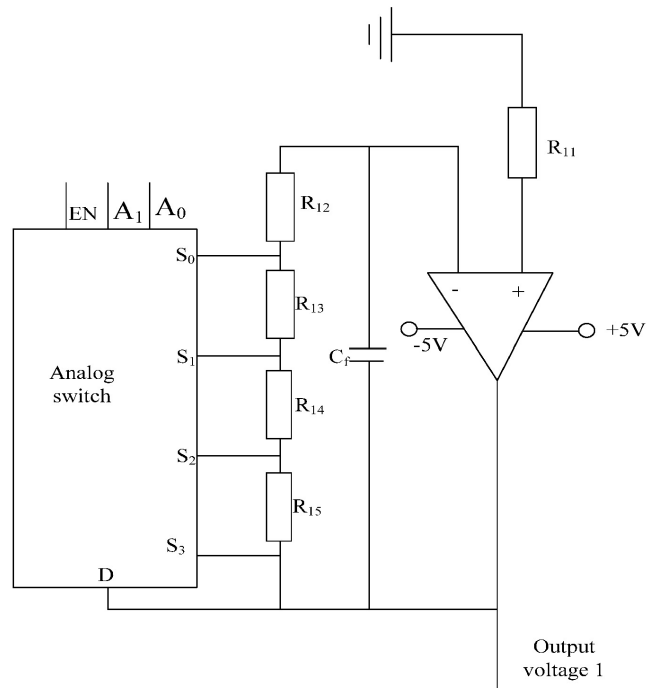 R₁₁
R₁₂
EN A₁ A₀
S₀
R₁₃
- +
-5V
+5V
S₁
C_f
Analog
switch
R₁₄
S₂
R₁₅
S₃
D
Output
voltage 1